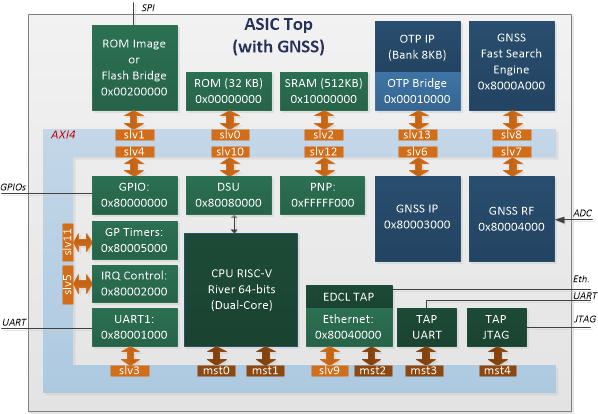 SPI
ASIC Top
(with GNSS)
ROM Image
or
Flash Bridge
0x00200000
ROM (32 KB)
0x00000000
SRAM (512KB)
0x10000000
OTP IP
(Bank 8KB)
OTP Bridge
0x00010000
GNSS
Fast Search
Engine
0x8000A000
AXI4
slv1
slv0
slv2
slv13
slv8
slv4
slv10
slv12
slv6
slv7
GPIOs
GPIO:
0x80000000
DSU
0x80080000
PNP:
0xFFFFF000
GNSS IP
0x80003000
GNSS RF
0x80004000
ADC
slv11
GP Timers:
0x80005000
slv5
IRQ Control:
0x80002000
CPU RISC-V
River 64-bits
(Dual-Core)
Eth.
EDCL TAP
UART
UART
UART1:
0x80001000
Ethernet:
0x80040000
TAP
UART
TAP
JTAG
JTAG
slv3
mst0
mst1
slv9
mst2
mst3
mst4